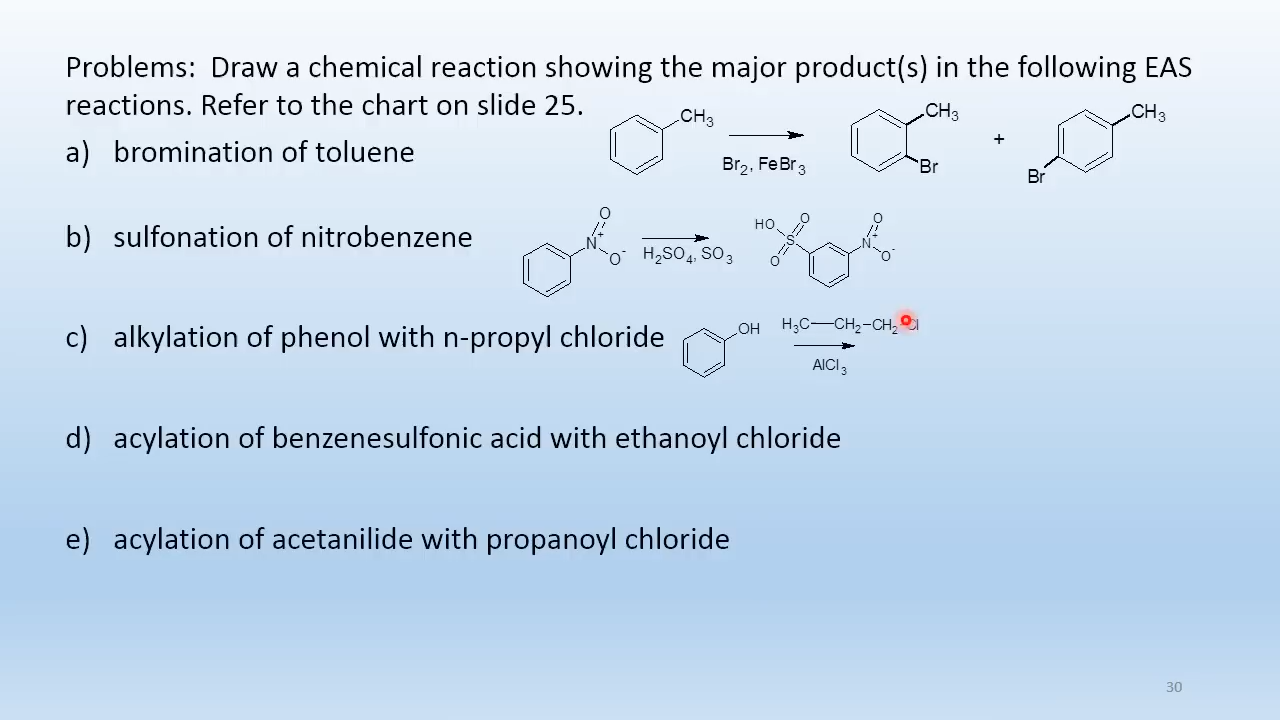 Problems: Draw a chemical reaction showing the major product(s) in the following EAS
reactions. Refer to the chart on slide 25.
a) bromination of toluene
CH3
Br2, FeBr3
CH3
Br
+
CH3
Br
b) sulfonation of nitrobenzene
O
N+
O-
H2SO4, SO3
HO
O
S
O
O
N+
O-
c) alkylation of phenol with n-propyl chloride
OH
H3C—CH2–CH2 Cl
AlCl3
d) acylation of benzenesulfonic acid with ethanoyl chloride
e) acylation of acetanilide with propanoyl chloride
30